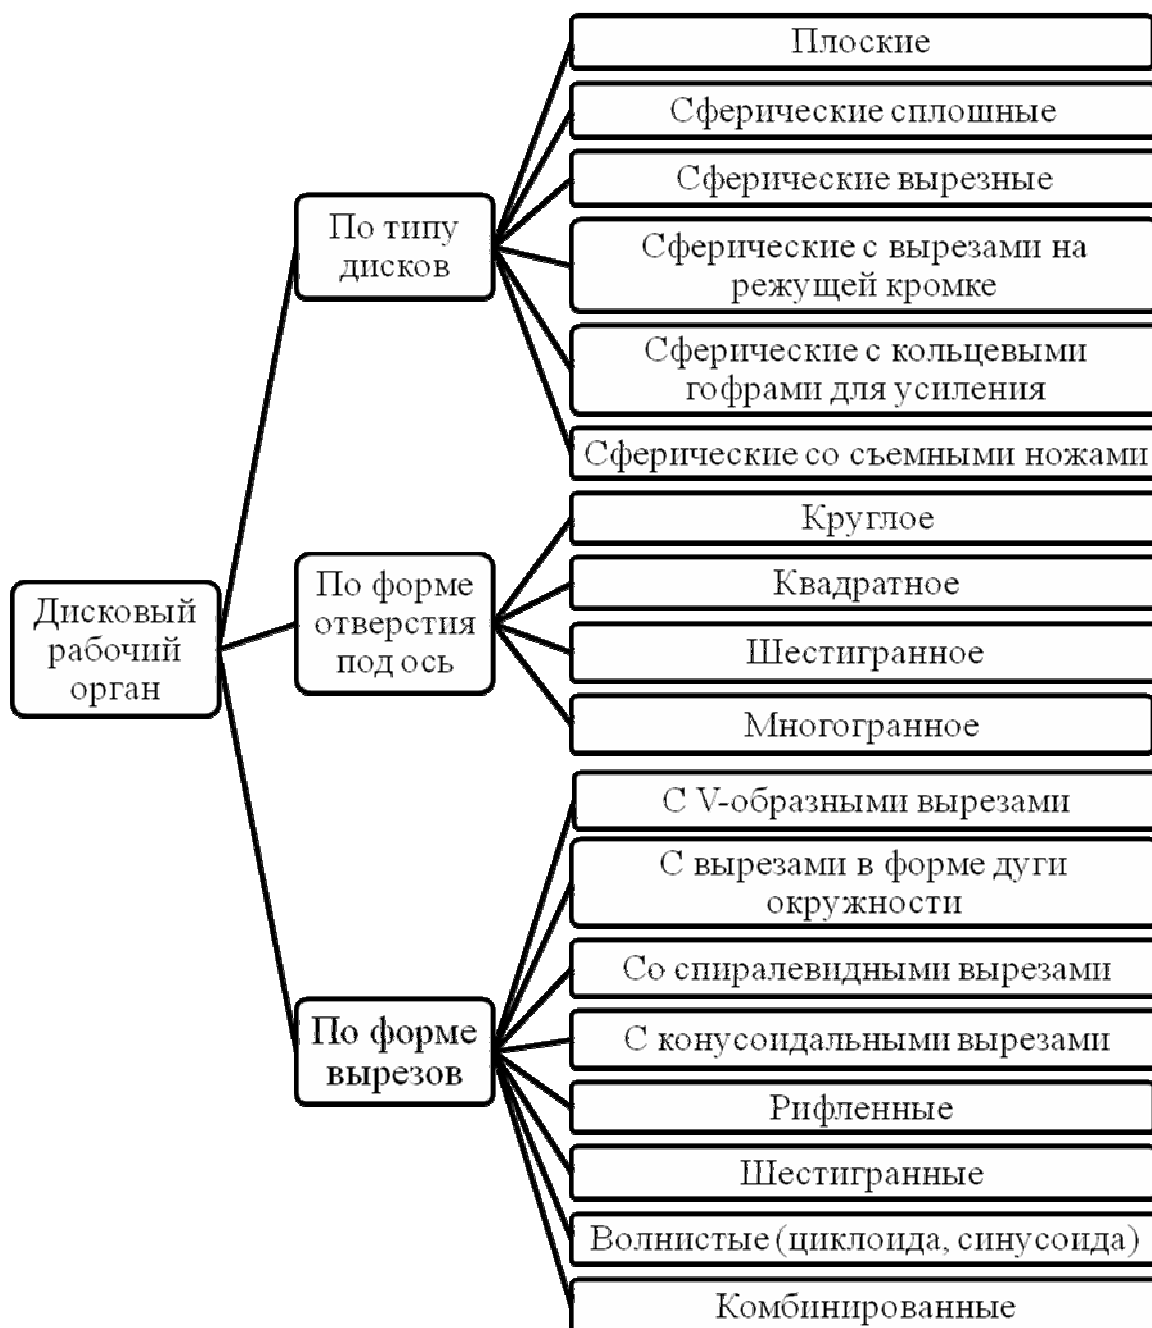 Дисковый
рабочий
орган
По типу
дисков
Плоские
Сферические сплошные
Сферические вырезные
Сферические с вырезами на
режущей кромке
Сферические с кольцевыми
гофрами для усиления
Сферические со съемными ножами
По форме
отверстия
под ось
Круглое
Квадратное
Шестигранное
Многогранное
По форме
вырезов
С V-образными вырезами
С вырезами в форме дуги
окружности
Со спиралевидными вырезами
С конусоидальными вырезами
Рифленные
Шестигранные
Волнистые (циклоида, синусоида)
Комбинированные